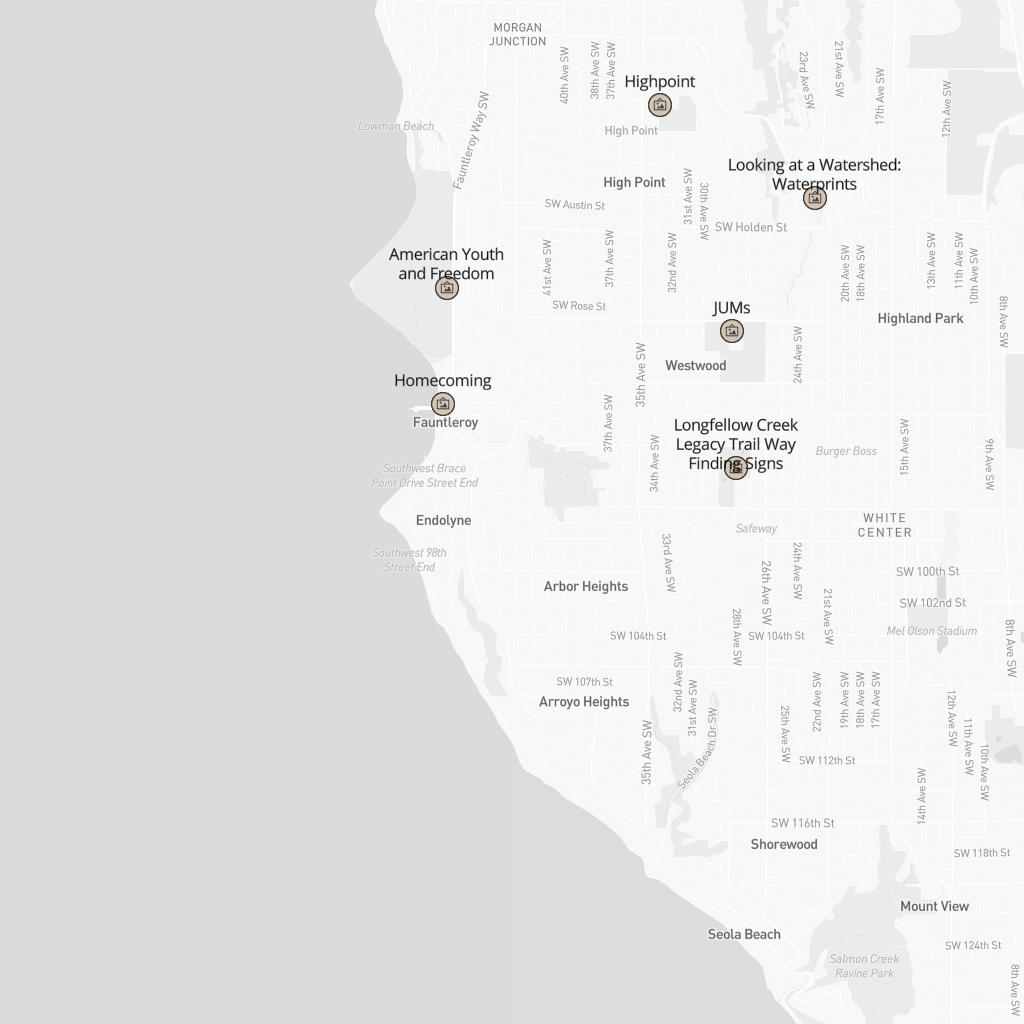 MORGAN
JUNCTION
40th Ave SW
38th Ave SW
37th Ave SW
23rd Ave SW
21st Ave SW
17th Ave SW
12th Ave SW
Highpoint
High Point
Lowman Beach
Fauntleroy Way SW
Looking at a Watershed:
Waterprints
High Point
31st Ave SW
30th Ave SW
SW Austin St
SW Holden St
American Youth
and Freedom
41st Ave SW
37th Ave SW
32nd Ave SW
20th Ave SW
18th Ave SW
13th Ave SW
11th Ave SW
10th Ave SW
SW Rose St
JUMs
Highland Park
8th Ave SW
Westwood
24th Ave SW
35th Ave SW
Homecoming
Fauntleroy
37th Ave SW
34th Ave SW
Longfellow Creek
Legacy Trail Way
Finding Signs
Burger Boss
15th Ave SW
9th Ave SW
Southwest Brace
Point Drive Street End
Endolyne
Safeway
WHITE
CENTER
Southwest 98th
Street End
33rd Ave SW
26th Ave SW
24th Ave SW
SW 100th St
Arbor Heights
21st Ave SW
SW 102nd St
28th Ave SW
SW 104th St
SW 104th St
Mel Olson Stadium
8th Ave SW
SW 107th St
32nd Ave SW
31st Ave SW
Arroyo Heights
22nd Ave SW
19th Ave SW
18th Ave SW
17th Ave SW
25th Ave SW
12th Ave SW
11th Ave SW
10th Ave SW
35th Ave SW
Seola Beach Dr SW
SW 112th St
14th Ave SW
SW 116th St
Shorewood
SW 118th St
Mount View
Seola Beach
SW 124th St
Salmon Creek
Ravine Park
8th Ave SW